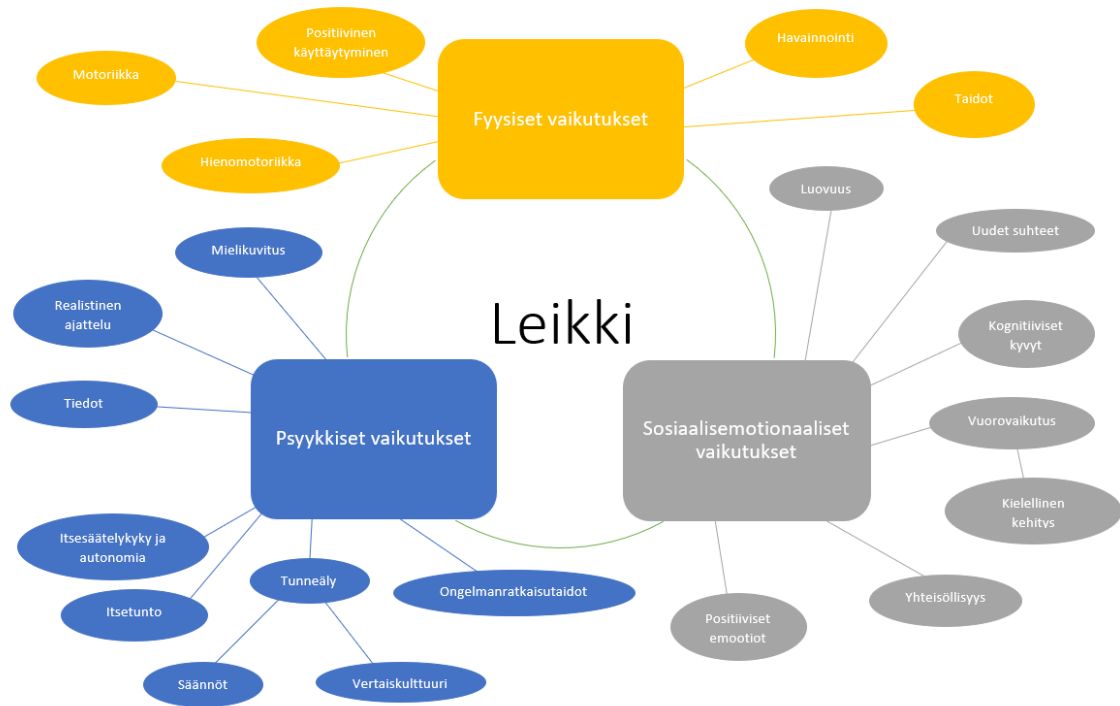 Positiivinen
käyttäytyminen
Havainnointi
Motoriikka
Taidot
Fyysiset vaikutukset
Hienomotoriikka
Luovuus
Mielikuvitus
Uudet suhteet
Realistinen
ajattelu
Leikki
Kognitiiviset
kyvyt
Tiedot
Psyykkiset vaikutukset
Sosiaalisemotionaaliset
vaikutukset
Vuorovaikutus
Kielellinen
kehitys
Itsesäätelykyky ja
autonomia
Tunneäly
Ongelmanratkaisutaidot
Itsetunto
Yhteisöllisyys
Positiiviset
emootiot
Säännöt
Vertaiskulttuuri